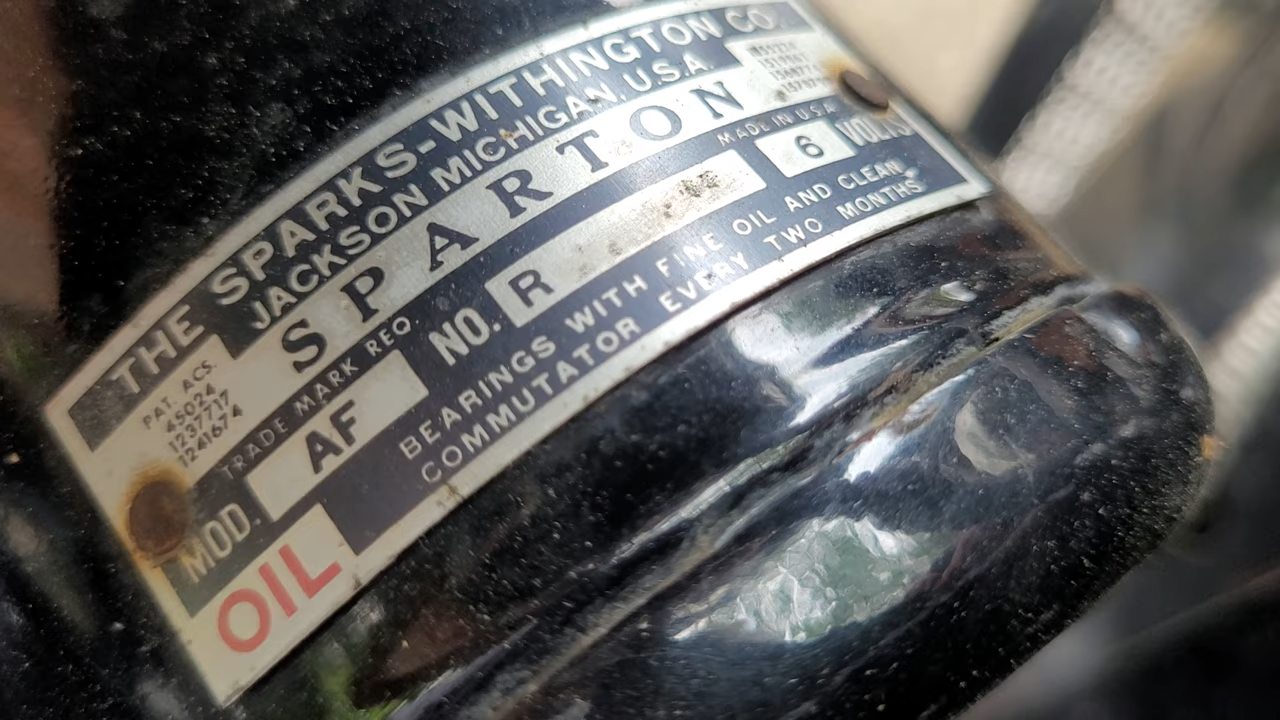 THE SPARKS-WITHINGTON CO.
JACKSON MICHIGAN, U.S.A.
PAT. ACS.
45024
1237717
1241674
SPARTON
TRADE MARK REG
MADE IN U.S.A.
MOD. AF NO. R 6 VOLTS
OIL
BEARINGS WITH FINE OIL AND CLEAN
COMMUTATOR EVERY TWO MONTHS